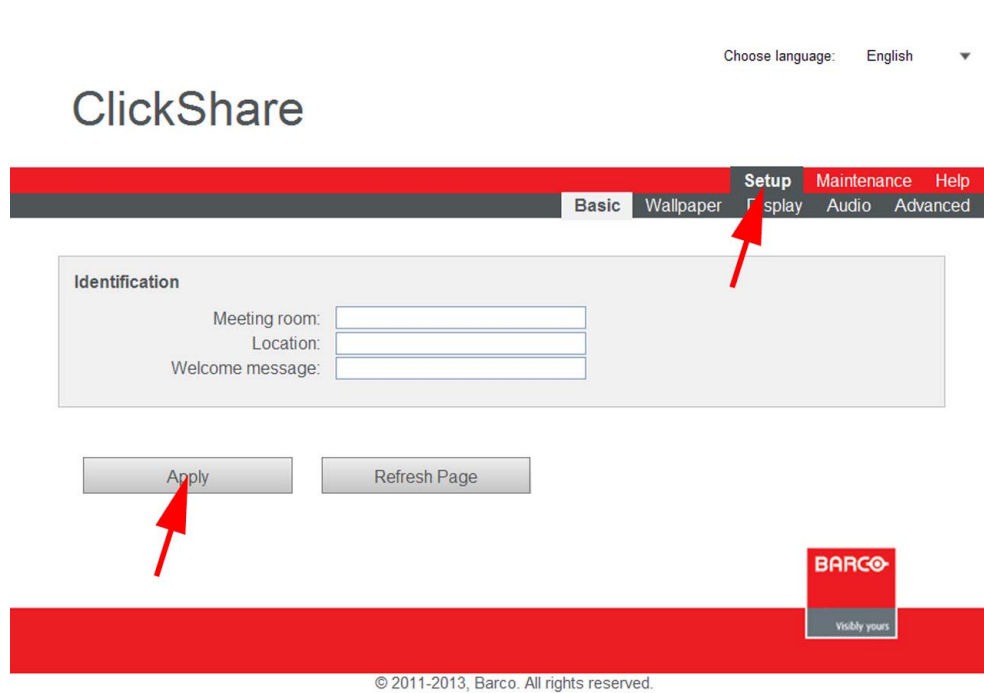 Choose language: English
ClickShare
Setup Maintenance Help
Basic Wallpaper Display Audio Advanced
Identification
Meeting room:
Location:
Welcome message:
Apply Refresh Page
BARCO
Visibly yours
© 2011-2013, Barco. All rights reserved.